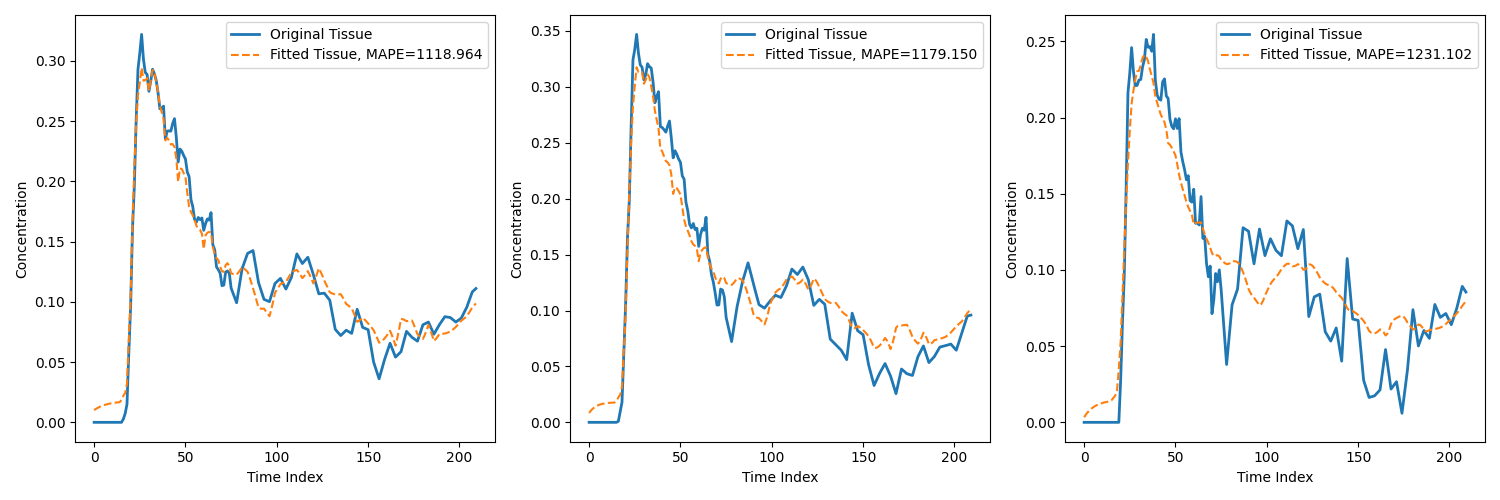 Original Tissue
Fitted Tissue, MAPE=1118.964
Concentration
0.30
0.25
0.20
0.15
0.10
0.05
0.00
0 50 100 150 200
Time Index
Original Tissue
Fitted Tissue, MAPE=1179.150
Concentration
0.35
0.30
0.25
0.20
0.15
0.10
0.05
0.00
0 50 100 150 200
Time Index
Original Tissue
Fitted Tissue, MAPE=1231.102
Concentration
0.25
0.20
0.15
0.10
0.05
0.00
0 50 100 150 200
Time Index